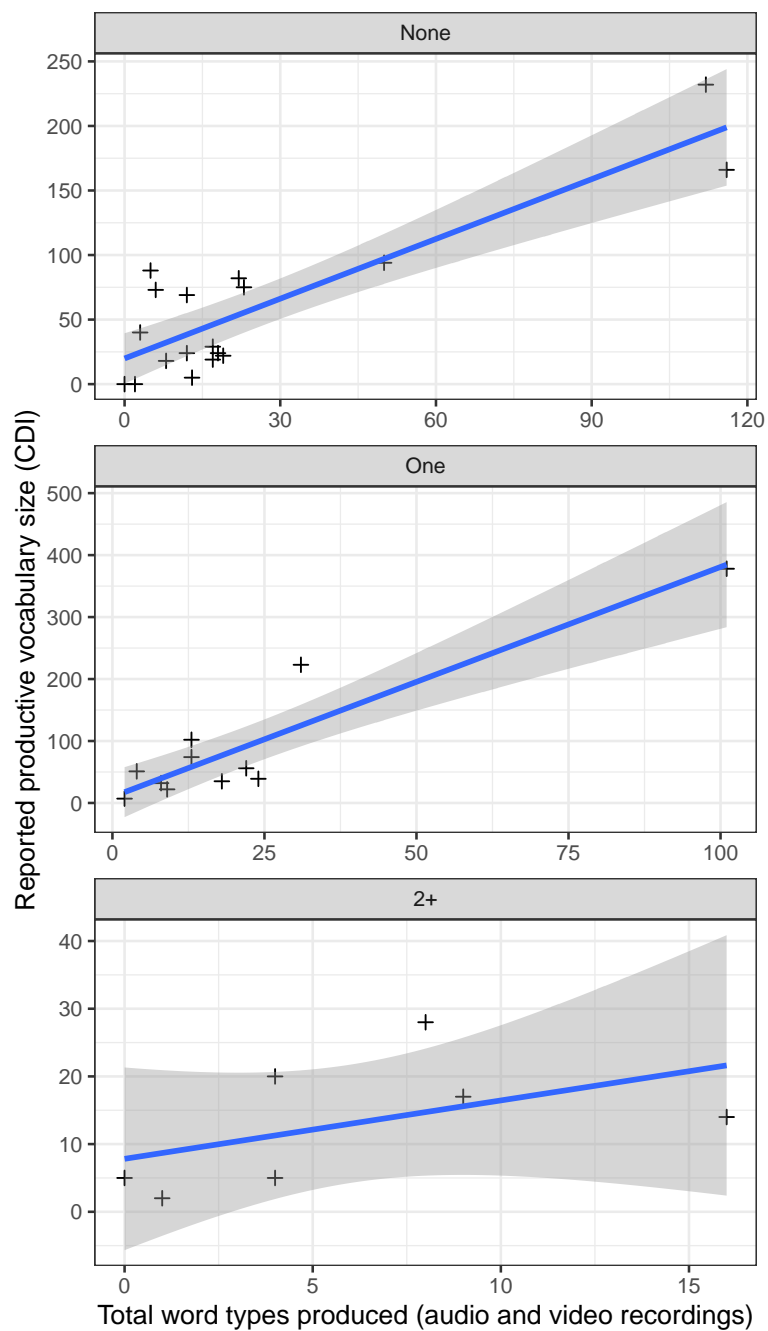 None
250
200
150
100
50
0
0 30 60 90 120
One
500
400
300
200
100
0
0 25 50 75 100
2+
40
30
20
10
0
0 5 10 15
Reported productive vocabulary size (CDI)
Total word types produced (audio and video recordings)